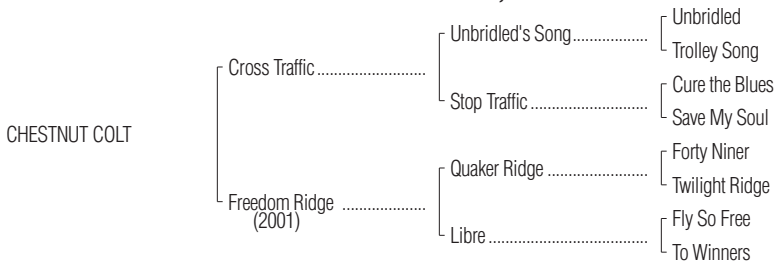 Unbridled
Unbridled's Song..................
Trolley Song
Cross Traffic..........................
Cure the Blues
Stop Traffic............................
Save My Soul
CHESTNUT COLT
Forty Niner
Quaker Ridge ........................
Twilight Ridge
Freedom Ridge ....................
(2001)
Fly So Free
Libre......................................
To Winners